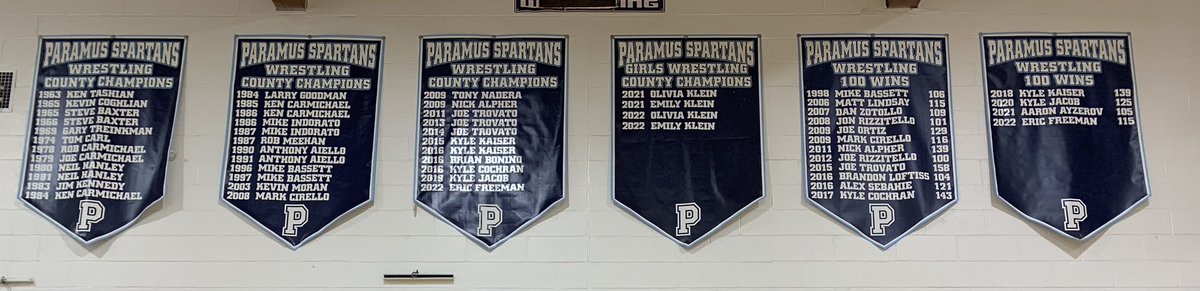 PARAMUS SPARTANS
WRESTLING
COUNTY CHAMPIONS
1963 KEN TASHIAN
1965 KEVIN COGHLIAN
1965 STEVE BAXTER
1966 STEVE BAXTER
1969 GARY TREINKMAN
1974 TOM CARL
1978 ROB CARMICHAEL
1979 JOE CARMICHAEL
1980 NEIL HANLEY
1981 NEIL HANLEY
1983 JIM KENNEDY
1984 KEN CARMICHAEL
P
PARAMUS SPARTANS
WRESTLING
COUNTY CHAMPIONS
1984 LARRY GOODMAN
1985 KEN CARMICHAEL
1986 KEN CARMICHAEL
1986 MIKE INDORATO
1987 MIKE INDORATO
1987 ROB MEEHAN
1990 ANTHONY AIELLO
1991 ANTHONY AIELLO
1996 MIKE BASSETT
1997 MIKE BASSETT
2003 KEVIN MORAN
2008 MARK CIRELLO
P
PARAMUS SPARTANS
WRESTLING
COUNTY CHAMPIONS
2009 TONY NADERA
2009 NICK ALPHER
2011 JOE TROVATO
2013 JOE TROVATO
2014 JOE TROVATO
2015 KYLE KAISER
2016 KYLE KAISER
2016 BRIAN BONINO
2016 KYLE COCHRAN
2019 KYLE JACOB
2022 ERIC FREEMAN
P
PARAMUS SPARTANS
GIRLS WRESTLING
COUNTY CHAMPIONS
2021 OLIVIA KLEIN
2021 EMILY KLEIN
2022 OLIVIA KLEIN
2022 EMILY KLEIN
P
PARAMUS SPARTANS
WRESTLING
100 WINS
1998 MIKE BASSETT 106
2006 MATT LINDSAY 115
2007 DAN ZOTOLLO 109
2008 JON RIZZITELLO 101
2009 JOE ORTIZ 129
2009 MARK CIRELLO 116
2011 NICK ALPHER 139
2012 JOE RIZZITELLO 100
2015 JOE TROVATO 158
2016 BRANDON LOFTISS 104
2016 ALEX SEBAHIE 121
2017 KYLE COCHRAN 143
P
PARAMUS SPARTANS
WRESTLING
100 WINS
2018 KYLE KAISER 139
2020 KYLE JACOB 125
2021 AARON AYZEROV 105
2022 ERIC FREEMAN 115
P